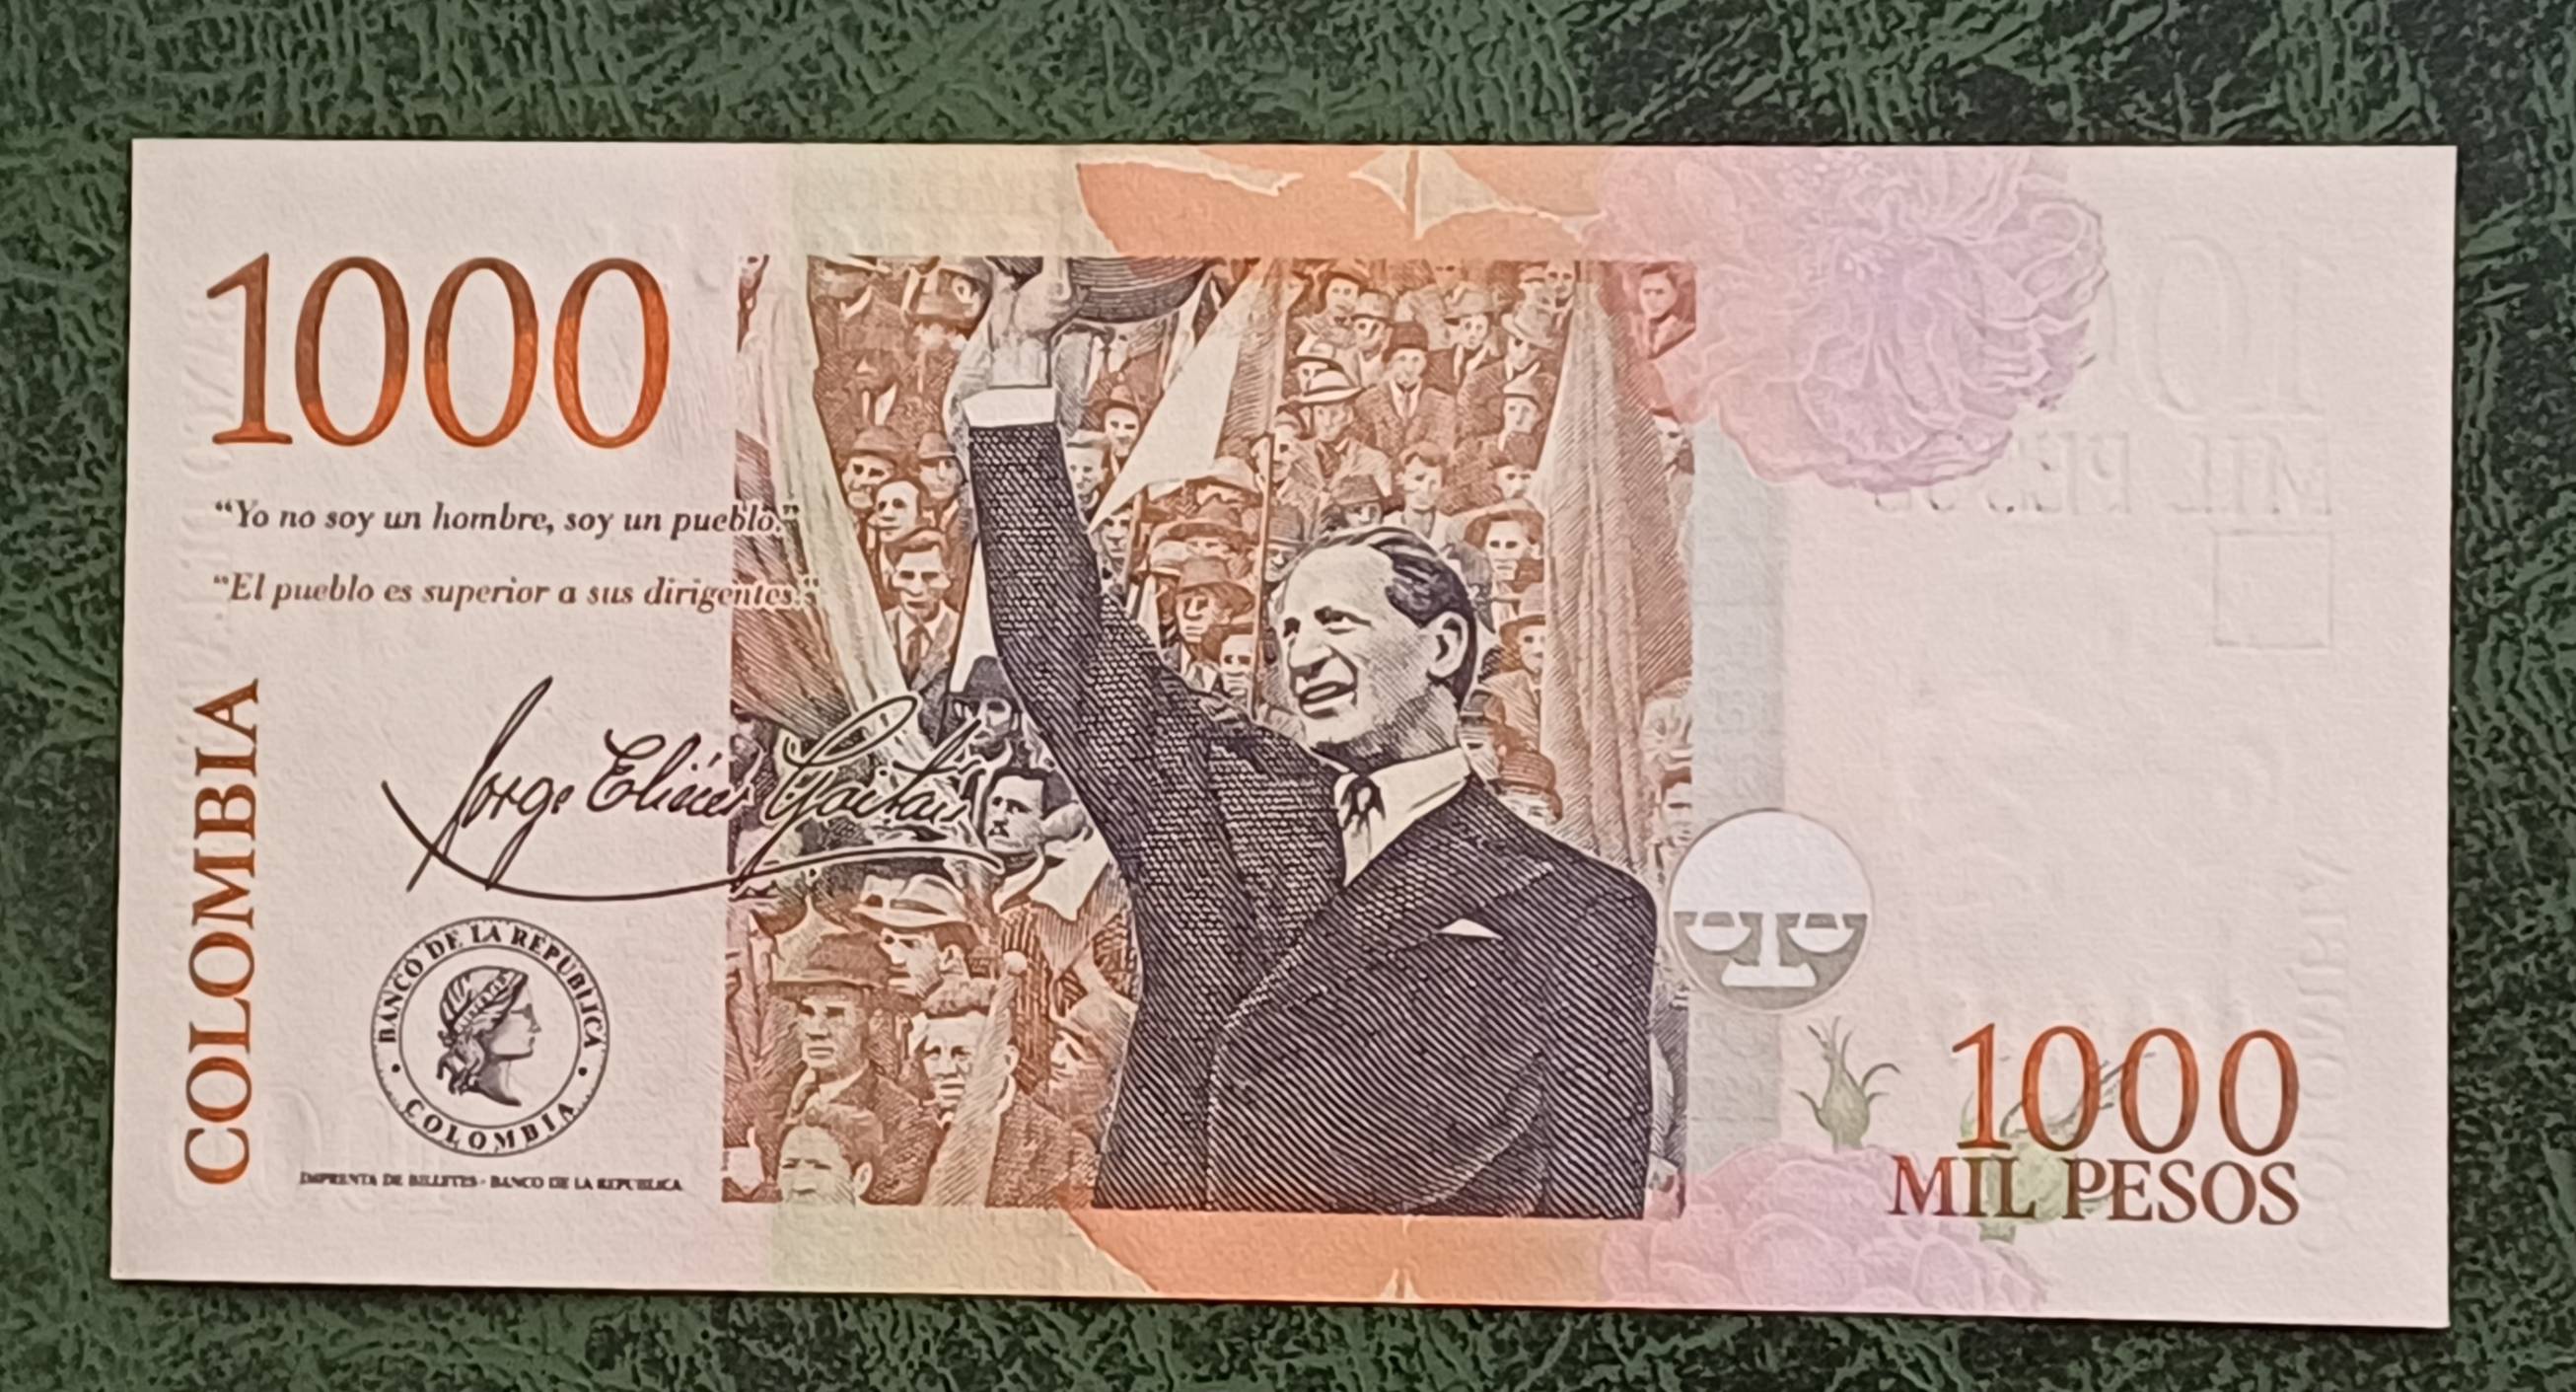 1000
“Yo no soy un hombre, soy un pueblo.”
“El pueblo es superior a sus dirigentes.”
Jorge Eliécer Gaitán
COLOMBIA
BANCO DE LA REPUBLICA
COLOMBIA
IMPRENTA DE BILLETES - BANCO DE LA REPUBLICA
1000
MIL PESOS